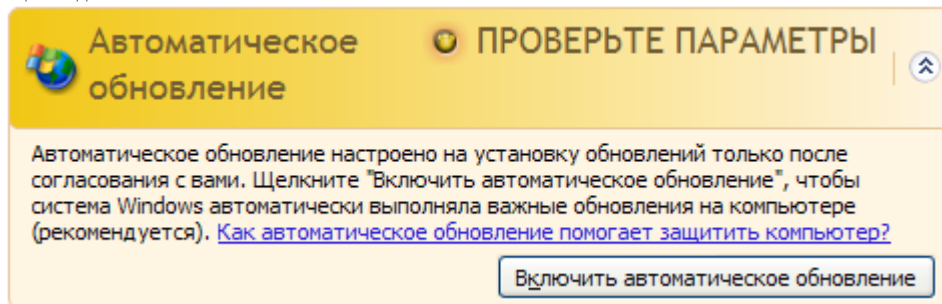 Автоматическое обновление
ПРОВЕРЬТЕ ПАРАМЕТРЫ
Автоматическое обновление настроено на установку обновлений только после
согласования с вами. Щелкните "Включить автоматическое обновление", чтобы
система Windows автоматически выполняла важные обновления на компьютере
(рекомендуется). Как автоматическое обновление помогает защитить компьютер?
Включить автоматическое обновление